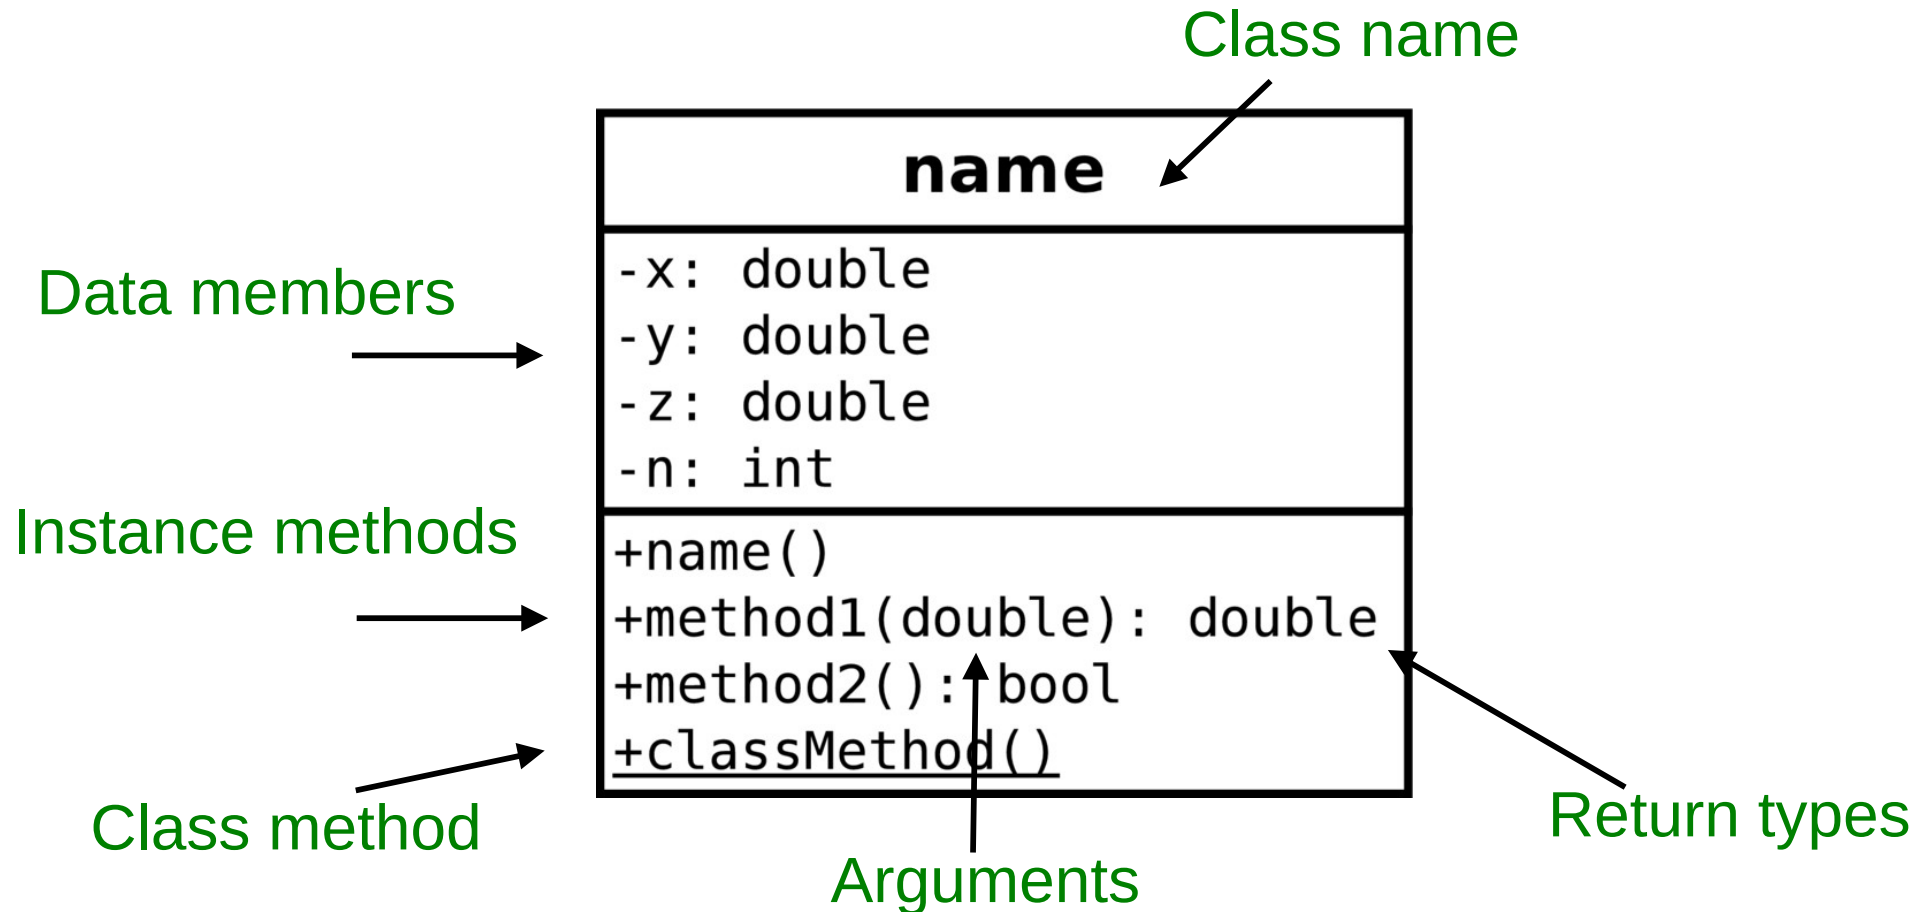 Class name
name
Data members
-x: double
-y: double
-z: double
-n: int
Instance methods
+name()
+method1(double): double
+method2(): bool
+classMethod()
Class method
Return types
Arguments